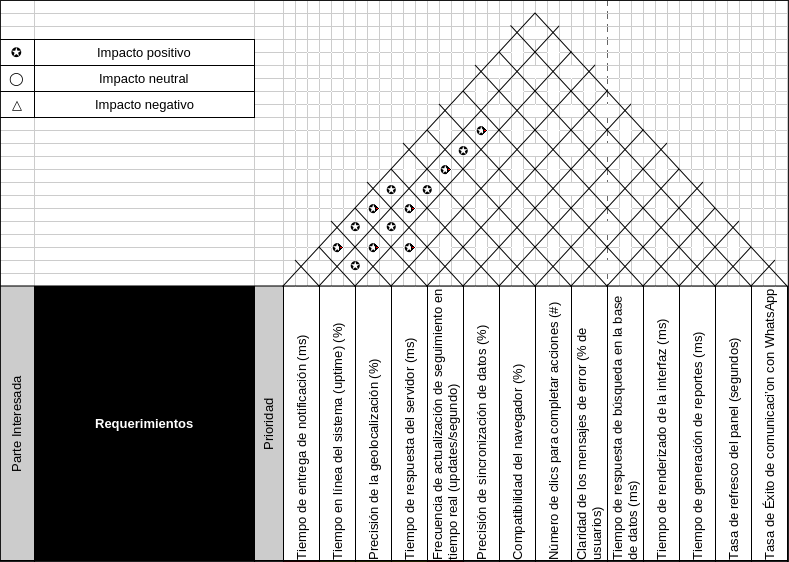 Impacto positivo
Impacto neutral
Impacto negativo
Parte Interesada
Requerimientos
Prioridad
Tiempo de entrega de notificación (ms)
Tiempo en línea del sistema (uptime) (%)
Precisión de la geolocalización (%)
Tiempo de respuesta del servidor (ms)
Frecuencia de actualización de seguimiento en
tiempo real (updates/segundo)
Precisión de sincronización de datos (%)
Compatibilidad del navegador (%)
Número de clics para completar acciones (#)
Claridad de los mensajes de error (% de
usuarios)
Tiempo de respuesta de búsqueda en la base
de datos (ms)
Tiempo de renderizado de la interfaz (ms)
Tiempo de generación de reportes (ms)
Tasa de refresco del panel (segundos)
Tasa de Éxito de comunicaci'on con WhatsApp